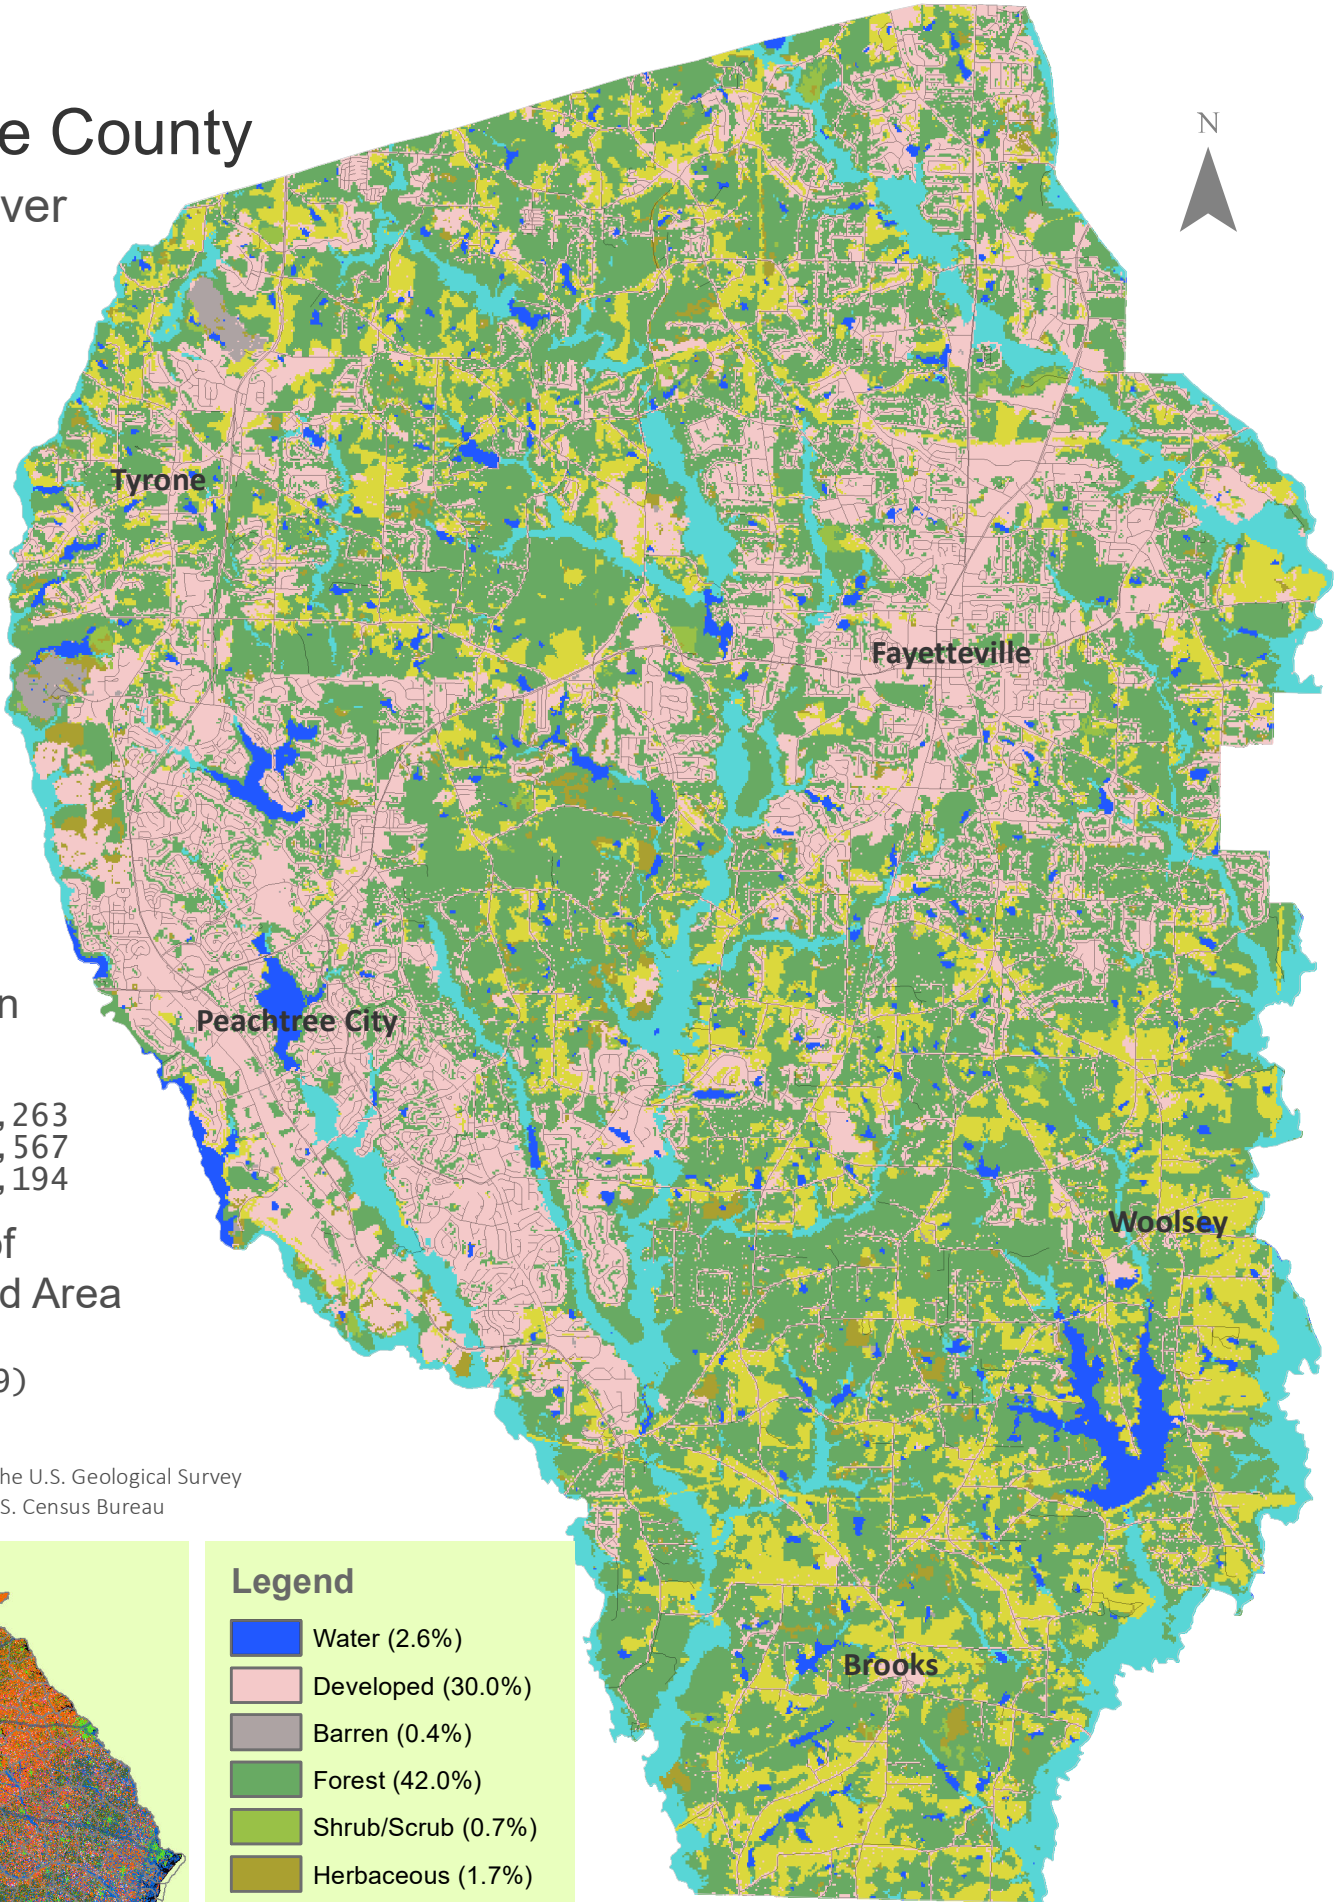 e County
ver
N
Tyrone
Fayetteville
n
Peachtree City
,263
,567
,194
of
d Area
Woolsey
9)
he U.S. Geological Survey
S. Census Bureau
Legend
Water (2.6%)
Developed (30.0%)
Barren (0.4%)
Forest (42.0%)
Shrub/Scrub (0.7%)
Herbaceous (1.7%)
Brooks